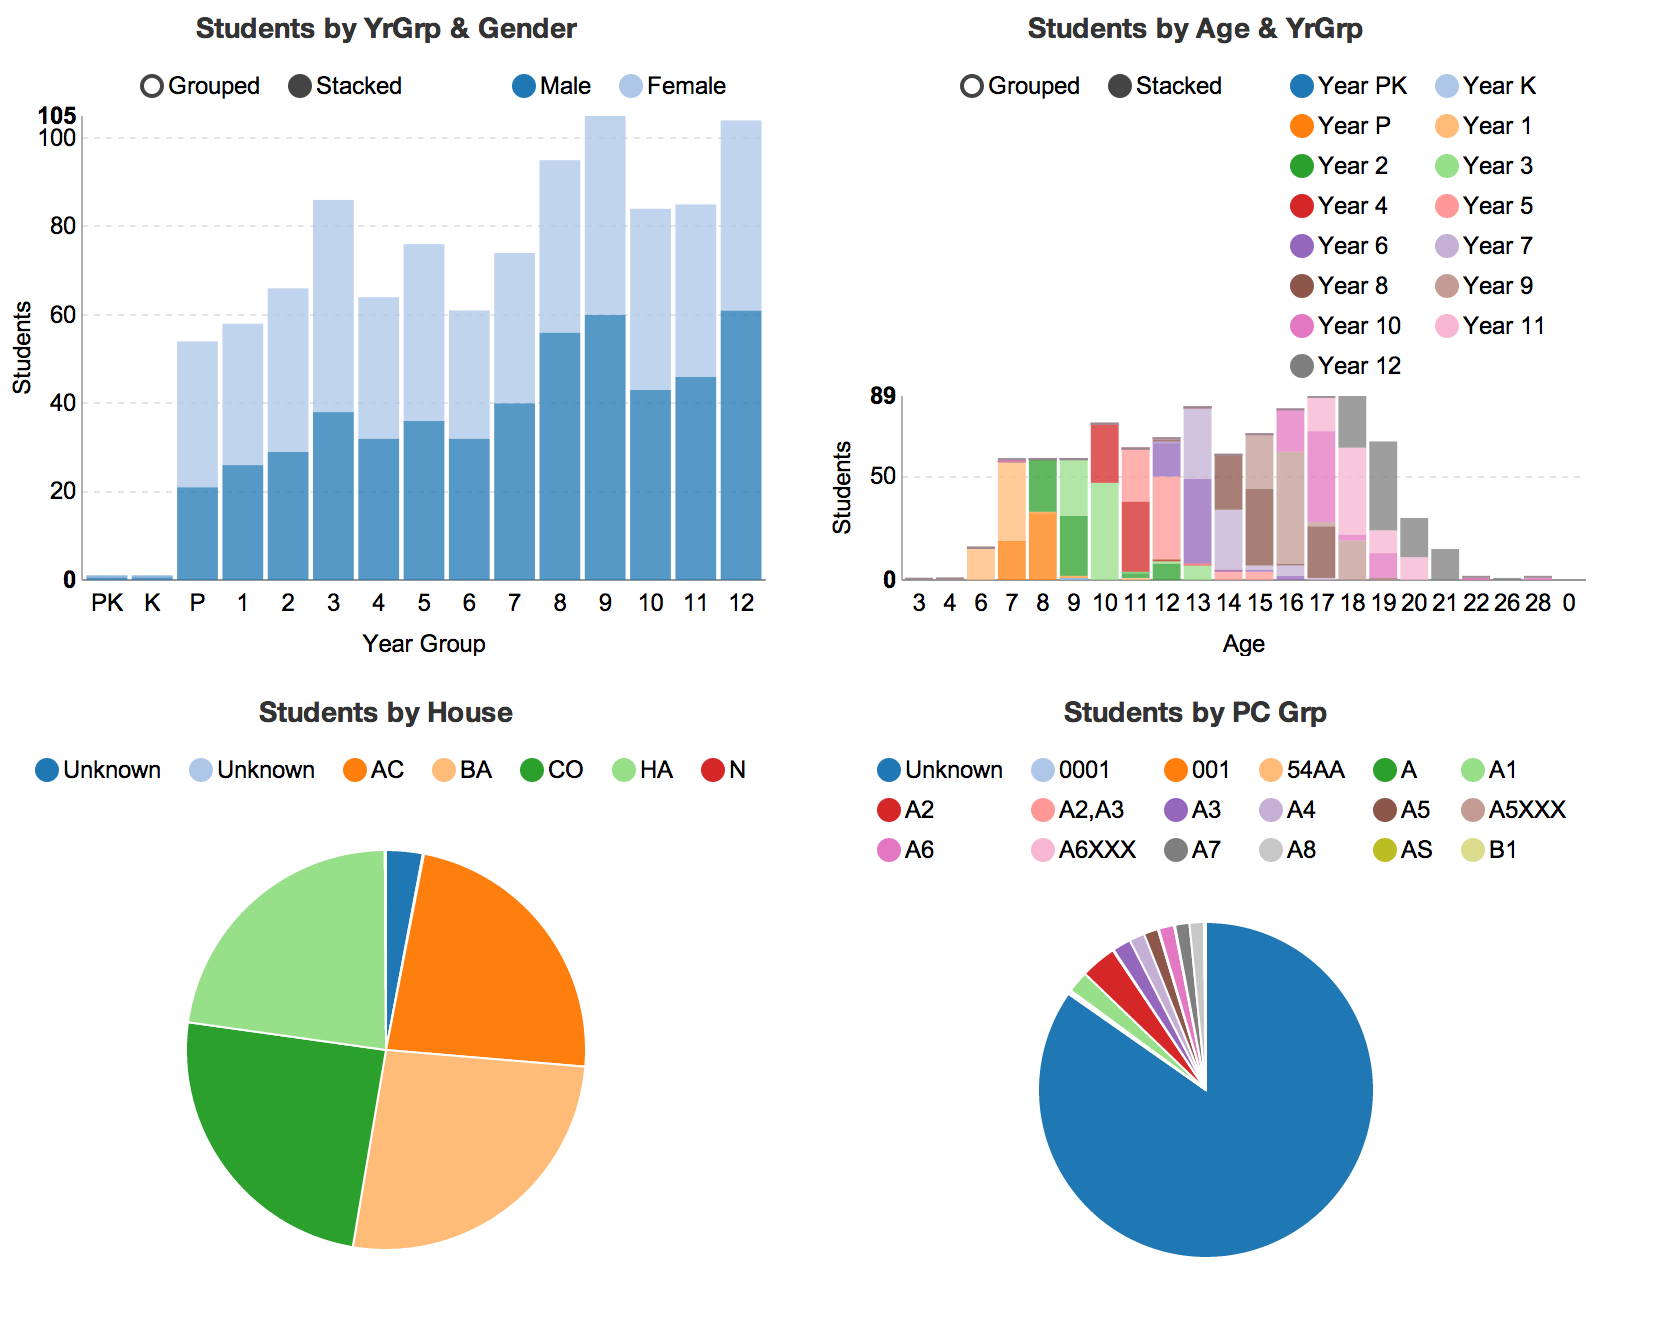 Students by YrGrp & Gender
Grouped Stacked Male Female
105
100
80
60
40
20
0
Students
PK K P 1 2 3 4 5 6 7 8 9 10 11 12
Year Group
Students by Age & YrGrp
Grouped Stacked Year PK Year K
Year P Year 1
Year 2 Year 3
Year 4 Year 5
Year 6 Year 7
Year 8 Year 9
Year 10 Year 11
Year 12
89
50
0
Students
3 4 6 7 8 9 10 11 12 13 14 15 16 17 18 19 20 21 22 26 28 0
Age
Students by House
Unknown Unknown AC BA CO HA N
Students by PC Grp
Unknown 0001 001 54AA A A1
A2 A2,A3 A3 A4 A5 A5XXX
A6 A6XXX A7 A8 AS B1